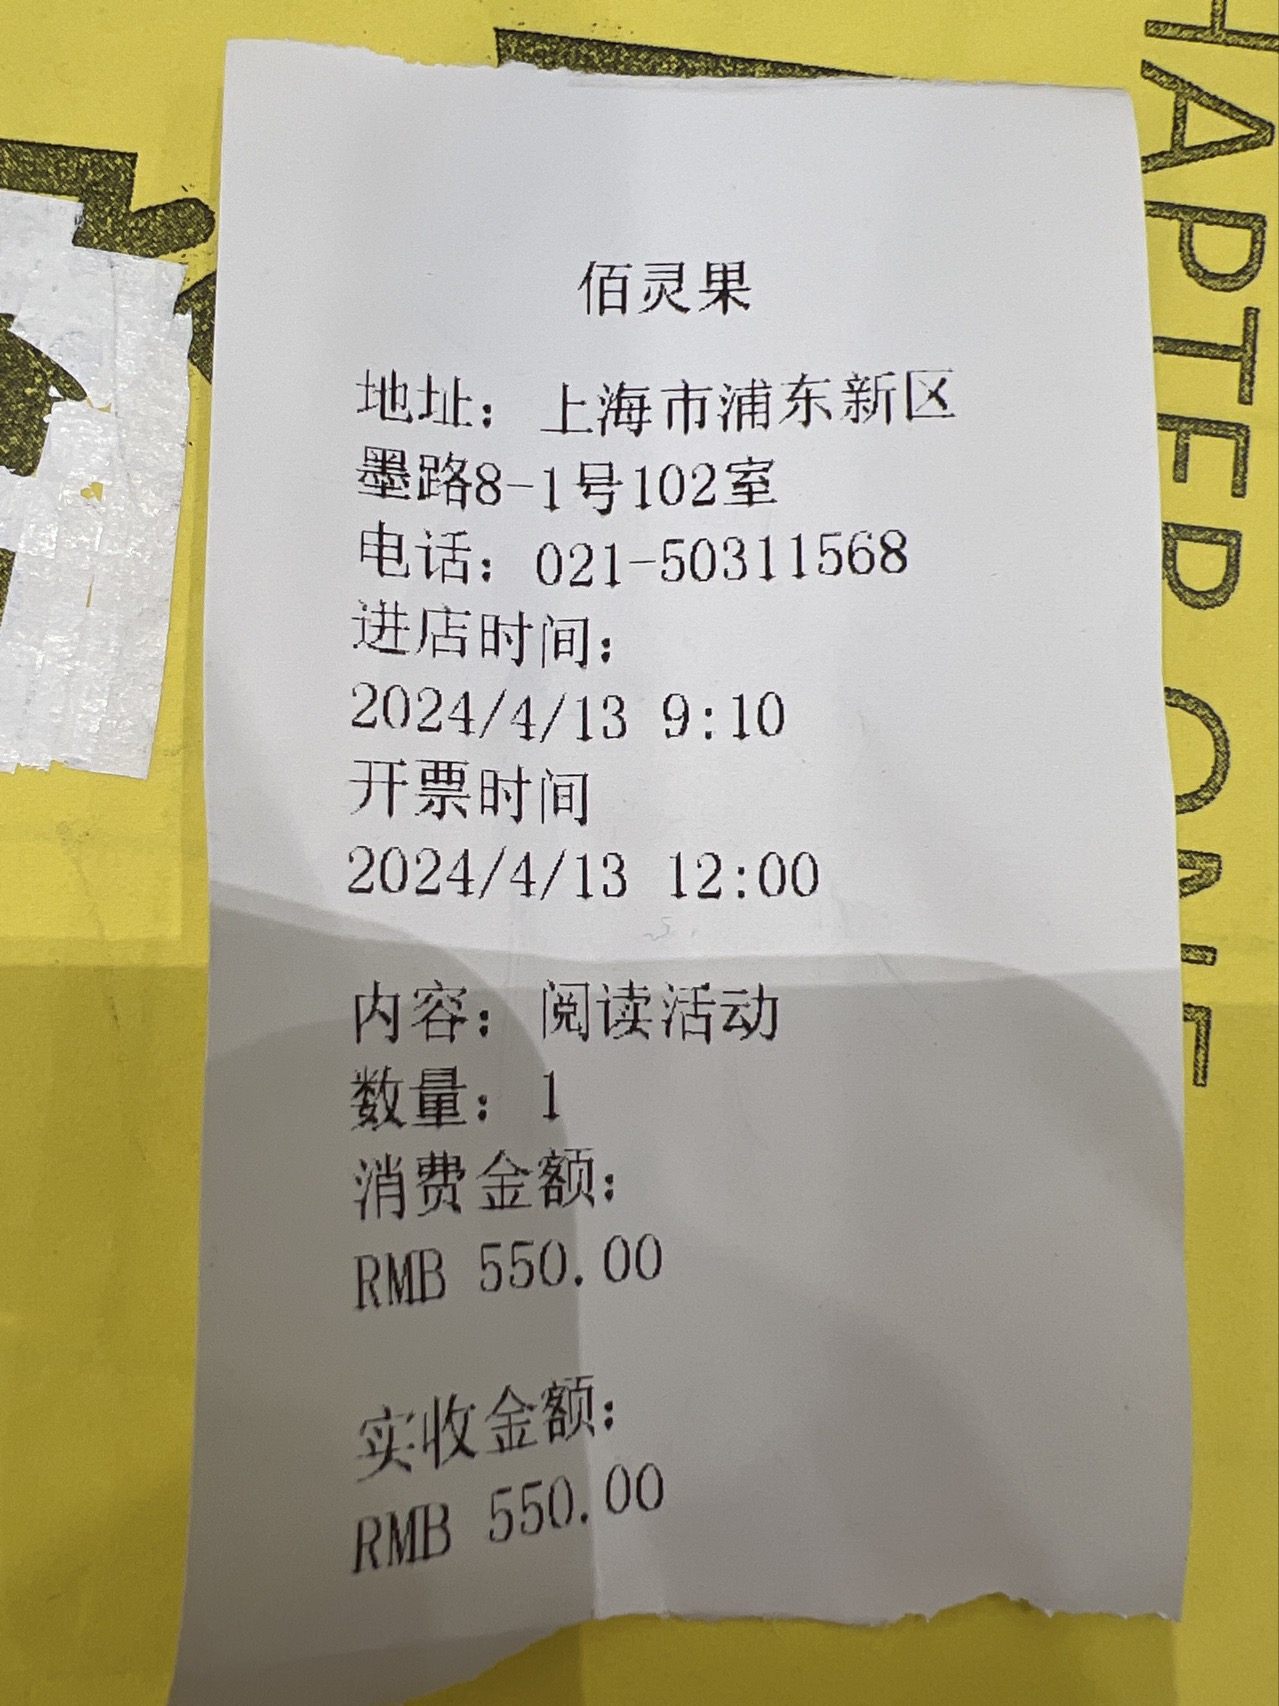 佰灵果
地址：上海市浦东新区
墨路8-1号102室
电话：021-50311568
进店时间：
2024/4/13 9:10
开票时间
2024/4/13 12:00
内容：阅读活动
数量：1
消费金额：
RMB 550.00
实收金额：
RMB 550.00
HAPTER ONE